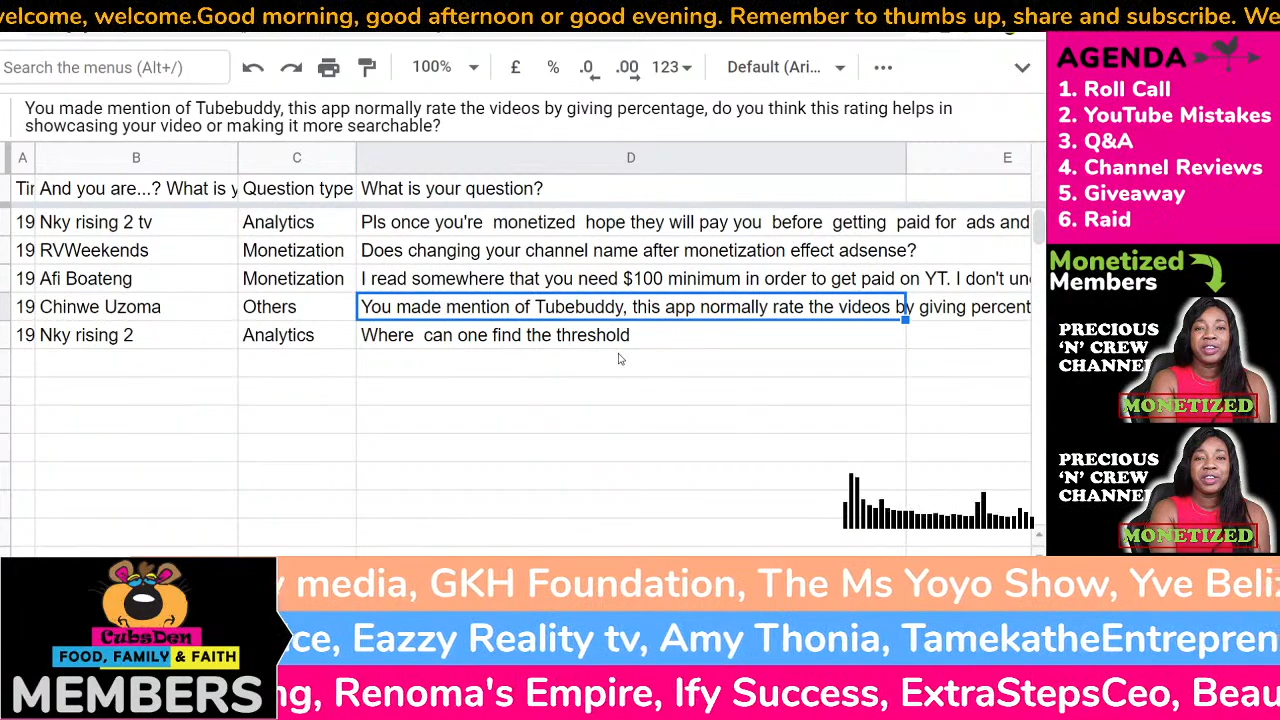 elcome, welcome.Good morning, good afternoon or good evening. Remember to thumbs up, share and subscribe. We
Search the menus (Alt+/)
100%
£
%
.0
.00
123
Default (Ari...
You made mention of Tubebuddy, this app normally rate the videos by giving percentage, do you think this rating helps in
showcasing your video or making it more searchable?
A
B
C
D
E
Tir And you are...? What is y Question type What is your question?
19 Nky rising 2 tv Analytics Pls once you're monetized hope they will pay you before getting paid for ads and
19 RVWeekends Monetization Does changing your channel name after monetization effect adsense?
19 Afi Boateng Monetization I read somewhere that you need $100 minimum in order to get paid on YT. I don't un
19 Chinwe Uzoma Others You made mention of Tubebuddy, this app normally rate the videos by giving percent
19 Nky rising 2 Analytics Where can one find the threshold
AGENDA
1. Roll Call
2. YouTube Mistakes
3. Q&A
4. Channel Reviews
5. Giveaway
6. Raid
Monetized
Members
PRECIOUS
'N' CREW
CHANNEL
MONETIZED
PRECIOUS
'N' CREW
CHANNEL
MONETIZED
CubsDen
FOOD, FAMILY & FAITH
MEMBERS
y media, GKH Foundation, The Ms Yoyo Show, Yve Beliz
ce, Eazzy Reality tv, Amy Thonia, TamekatheEntrepren
ng, Renoma's Empire, Ify Success, ExtraStepsCeo, Beau